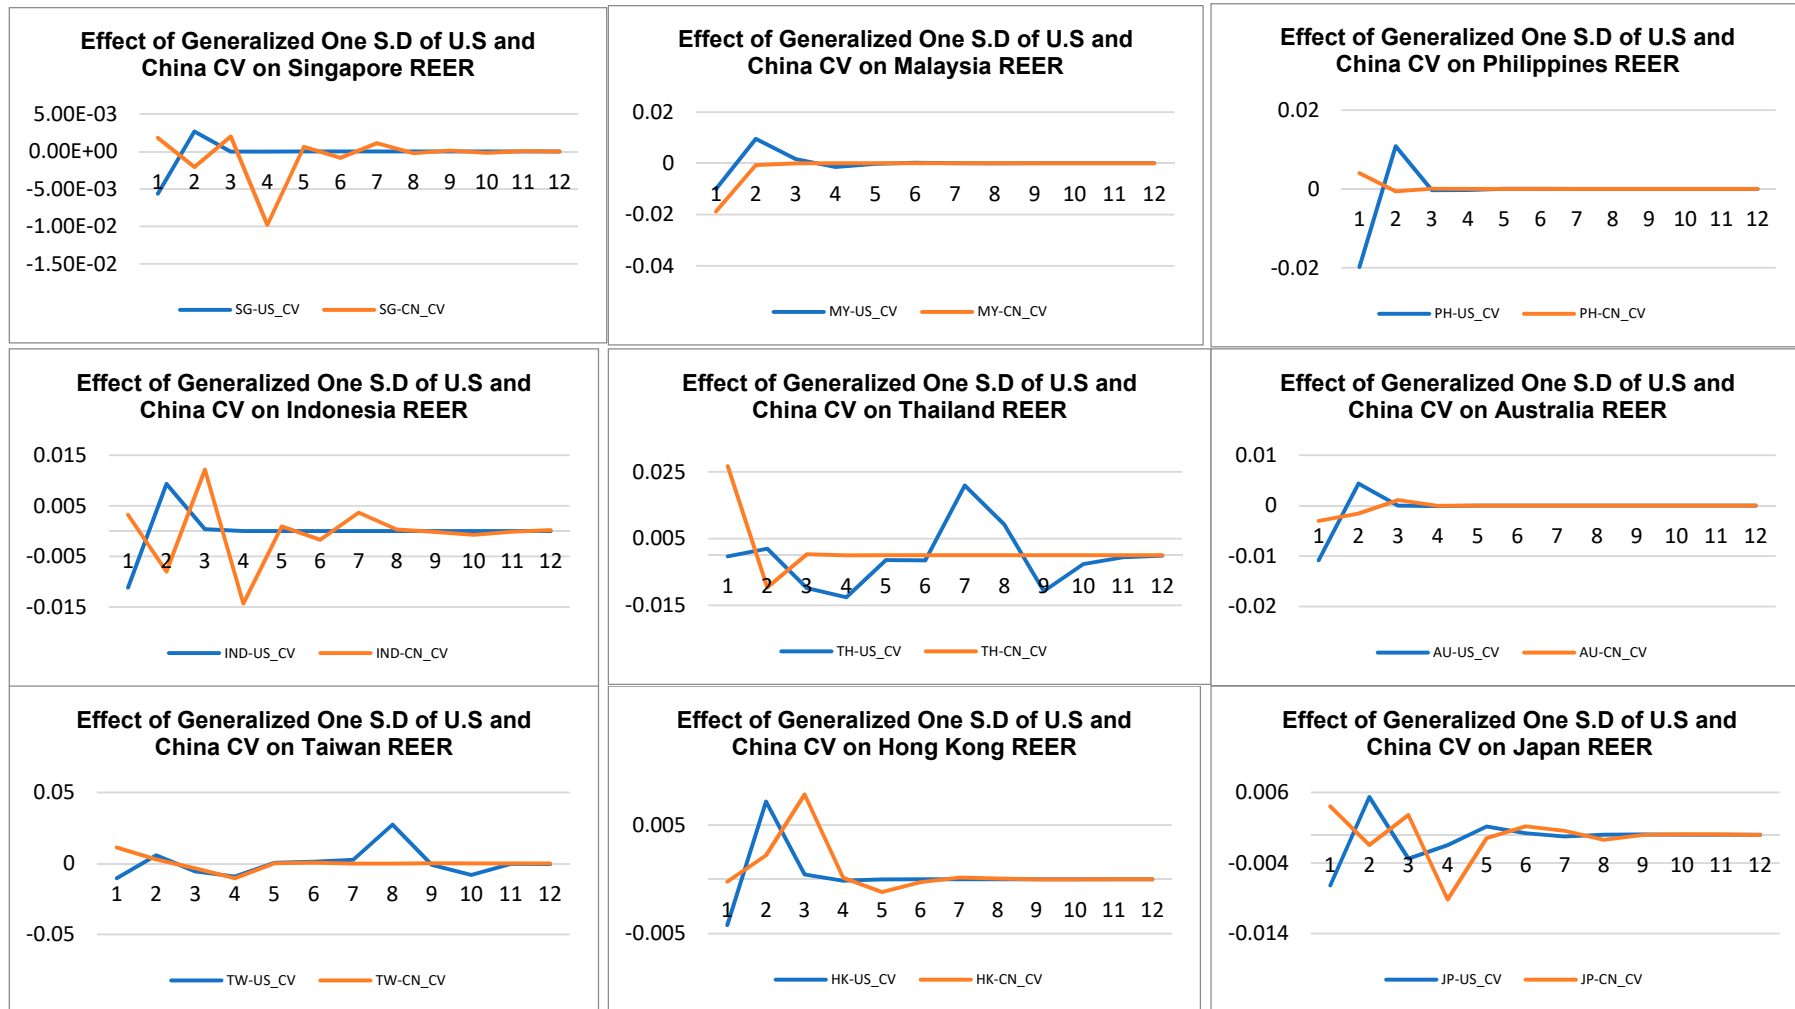 Effect of Generalized One S.D of U.S and
China CV on Singapore REER
5.00E-03
0.00E+00
-5.00E-03
-1.00E-02
-1.50E-02
1 2 3 4 5 6 7 8 9 10 11 12
SG-US_CV SG-CN_CV
Effect of Generalized One S.D of U.S and
China CV on Malaysia REER
0.02
0
-0.02
-0.04
1 2 3 4 5 6 7 8 9 10 11 12
MY-US_CV MY-CN_CV
Effect of Generalized One S.D of U.S and
China CV on Philippines REER
0.02
0
-0.02
1 2 3 4 5 6 7 8 9 10 11 12
PH-US_CV PH-CN_CV
Effect of Generalized One S.D of U.S and
China CV on Indonesia REER
0.015
0.005
-0.005
-0.015
1 2 3 4 5 6 7 8 9 10 11 12
IND-US_CV IND-CN_CV
Effect of Generalized One S.D of U.S and
China CV on Thailand REER
0.025
0.005
-0.015
1 2 3 4 5 6 7 8 9 10 11 12
TH-US_CV TH-CN_CV
Effect of Generalized One S.D of U.S and
China CV on Australia REER
0.01
0
-0.01
-0.02
1 2 3 4 5 6 7 8 9 10 11 12
AU-US_CV AU-CN_CV
Effect of Generalized One S.D of U.S and
China CV on Taiwan REER
0.05
0
-0.05
1 2 3 4 5 6 7 8 9 10 11 12
TW-US_CV TW-CN_CV
Effect of Generalized One S.D of U.S and
China CV on Hong Kong REER
0.005
-0.005
1 2 3 4 5 6 7 8 9 10 11 12
HK-US_CV HK-CN_CV
Effect of Generalized One S.D of U.S and
China CV on Japan REER
0.006
-0.004
-0.014
1 2 3 4 5 6 7 8 9 10 11 12
JP-US_CV JP-CN_CV